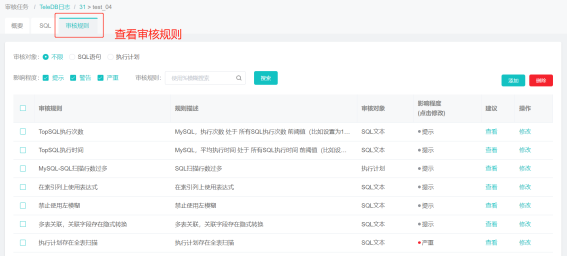 审核任务 / TeleDB日志 / 31 > test_04
概要 SQL 审核规则
查看审核规则
审核对象: 不限 SQL语句 执行计划
影响程度: 提示 警告 严重 审核规则: 搜索
添加 删除
审核规则 规则描述 审核对象 影响程度 (点击修改) 建议 操作
TopSQL执行次数 MySQL，执行次数 处于 所有SQL执行次数 前阈值（比如设置为1... SQL文本 提示 查看 修改
TopSQL执行时间 MySQL，平均执行时间 处于 所有SQL执行时间 前阈值（比如设... SQL文本 提示 查看 修改
MySQL-SQL扫描行数过多 SQL扫描行数过多 执行计划 提示 查看 修改
在索引列上使用表达式 在索引列上使用表达式 SQL文本 提示 查看 修改
禁止使用左模糊 禁止使用左模糊 SQL文本 提示 查看 修改
多表关联，关联字段存在隐式转换 多表关联，关联字段存在隐式转换 SQL文本 提示 查看 修改
执行计划存在全表扫描 执行计划存在全表扫描 SQL文本 严重 查看 修改